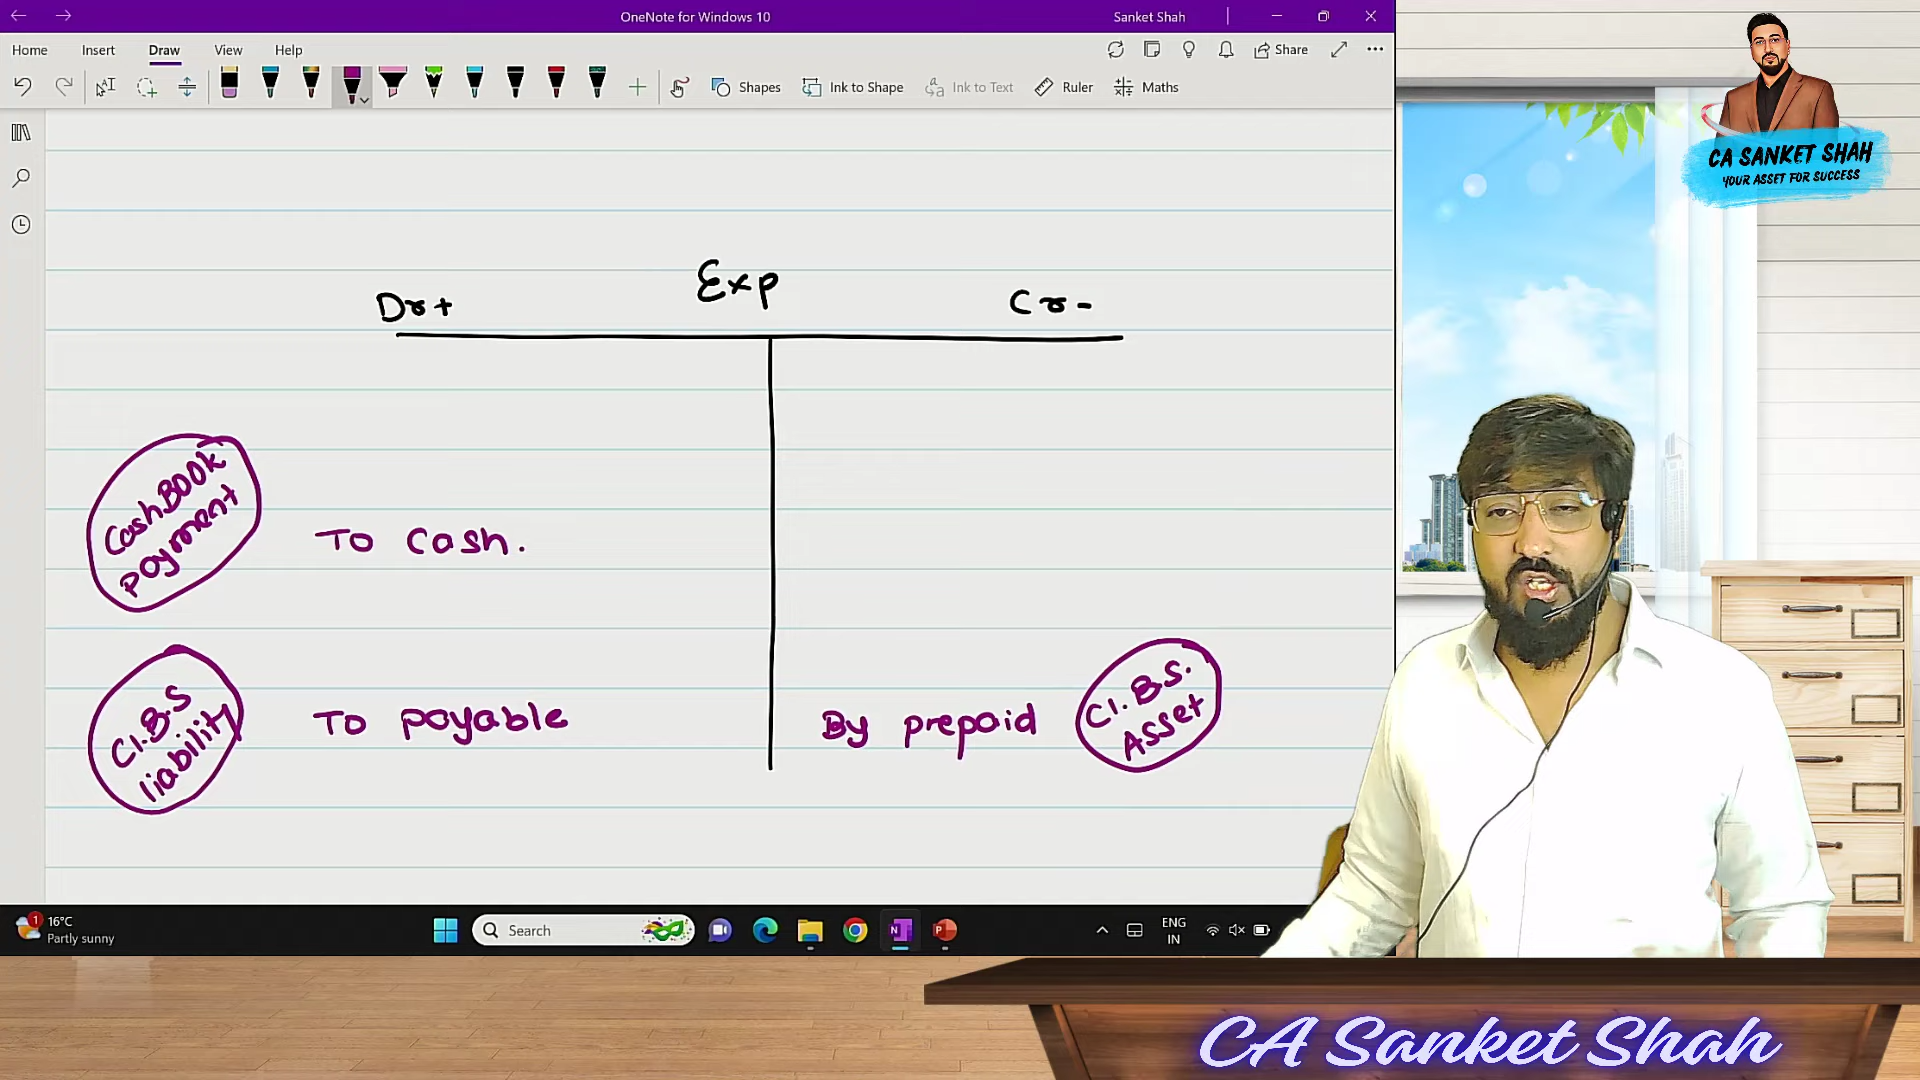 OneNote for Windows 10
Sanket Shah
Home Insert Draw View Help
Share
Shapes Ink to Shape Ink to Text Ruler Maths
Exp
Dr+ Cr-
CashBOOK
payment
To Cash.
Cl.B.S
liability
To payable
By prepaid
Cl.B.S.
Asset
1
16°C
Partly sunny
Search
ENG
IN
CA SANKET SHAH
YOUR ASSET FOR SUCCESS
CA Sanket Shah